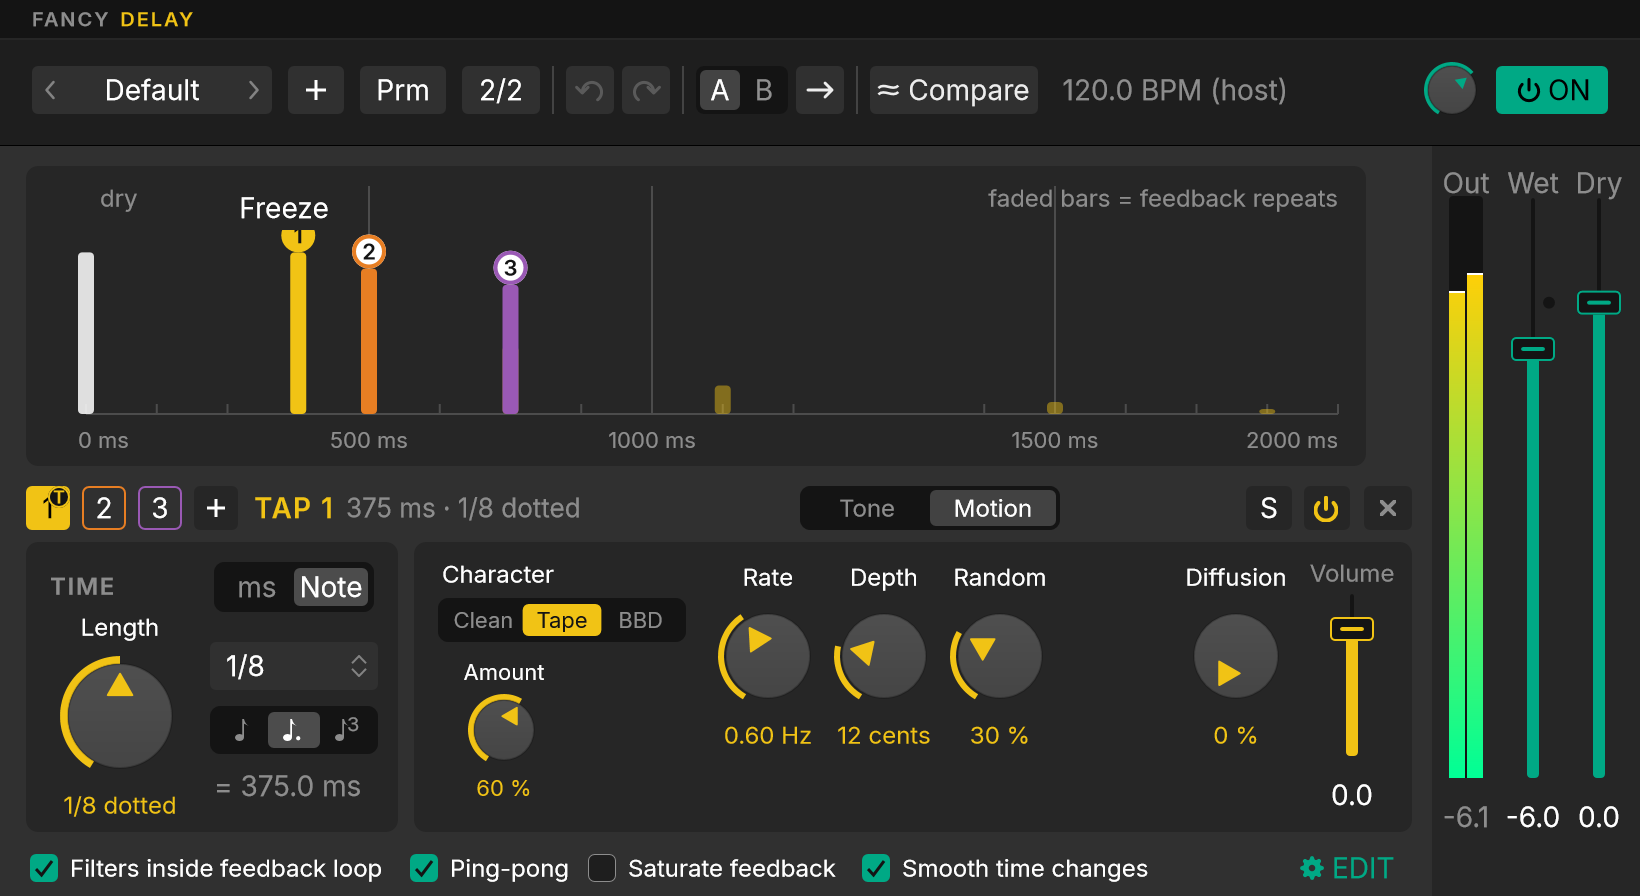 FANCY DELAY
Default + Prm 2/2 A B → ≈ Compare 120.0 BPM (host) ON
dry
Freeze
faded bars = feedback repeats
1 2 3
0 ms 500 ms 1000 ms 1500 ms 2000 ms
Out Wet Dry
1 T 2 3 + TAP 1 375 ms · 1/8 dotted Tone Motion S ×
TIME ms Note
Length
1/8
♪ ♪. ♪3
= 375.0 ms
1/8 dotted
Character
Clean Tape BBD
Amount
60 %
Rate Depth Random Diffusion Volume
0.60 Hz 12 cents 30 % 0 %
0.0
-6.1 -6.0 0.0
Filters inside feedback loop Ping-pong Saturate feedback Smooth time changes EDIT